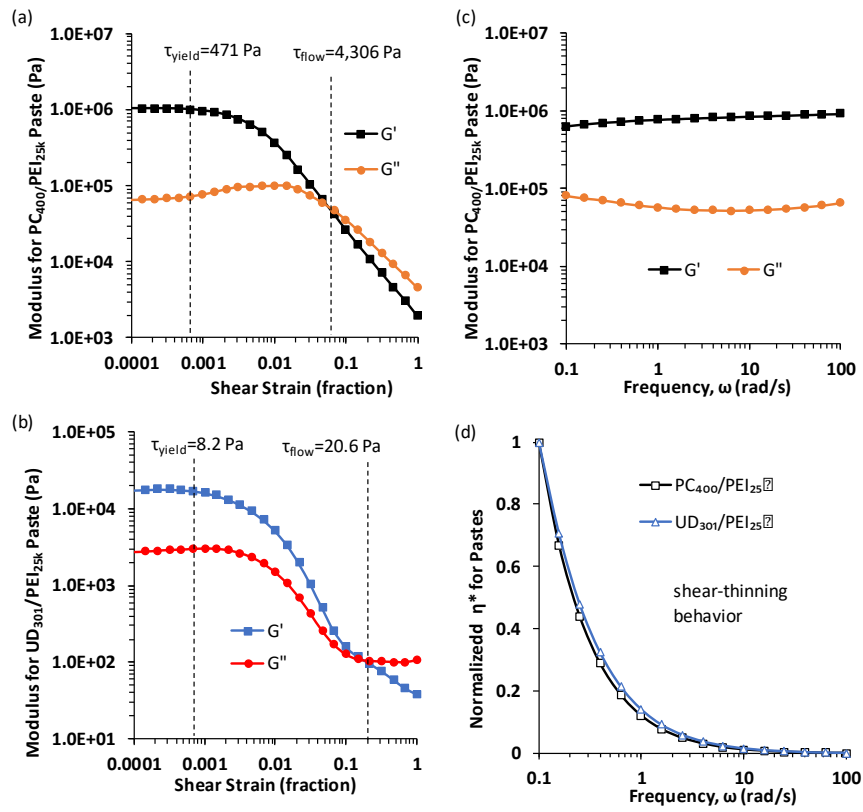 (a)
τyield=471 Pa
τflow=4,306 Pa
Modulus for PC400/PEI25k Paste (Pa)
1.0E+08
1.0E+07
1.0E+06
1.0E+05
1.0E+04
1.0E+03
G'
G"
0.0001
0.001
0.01
0.1
1
Shear Strain (fraction)
(c)
Modulus for PC400/PEI25k Paste (Pa)
1.0E+08
1.0E+07
1.0E+06
1.0E+05
1.0E+04
1.0E+03
G'
G"
0.1
1
10
100
Frequency, ω (rad/s)
(b)
τyield=8.2 Pa
τflow=20.6 Pa
Modulus for UD301/PEI25k Paste (Pa)
1.0E+05
1.0E+04
1.0E+03
1.0E+02
1.0E+01
G'
G"
0.0001
0.001
0.01
0.1
1
Shear Strain (fraction)
(d)
Normalizedd η* for Pastes
1
0.8
0.6
0.4
0.2
0
PC400/PEI25
UD301/PEI25
shear-thinning
behavior
0.1
1
10
100
Frequency, ω (rad/s)